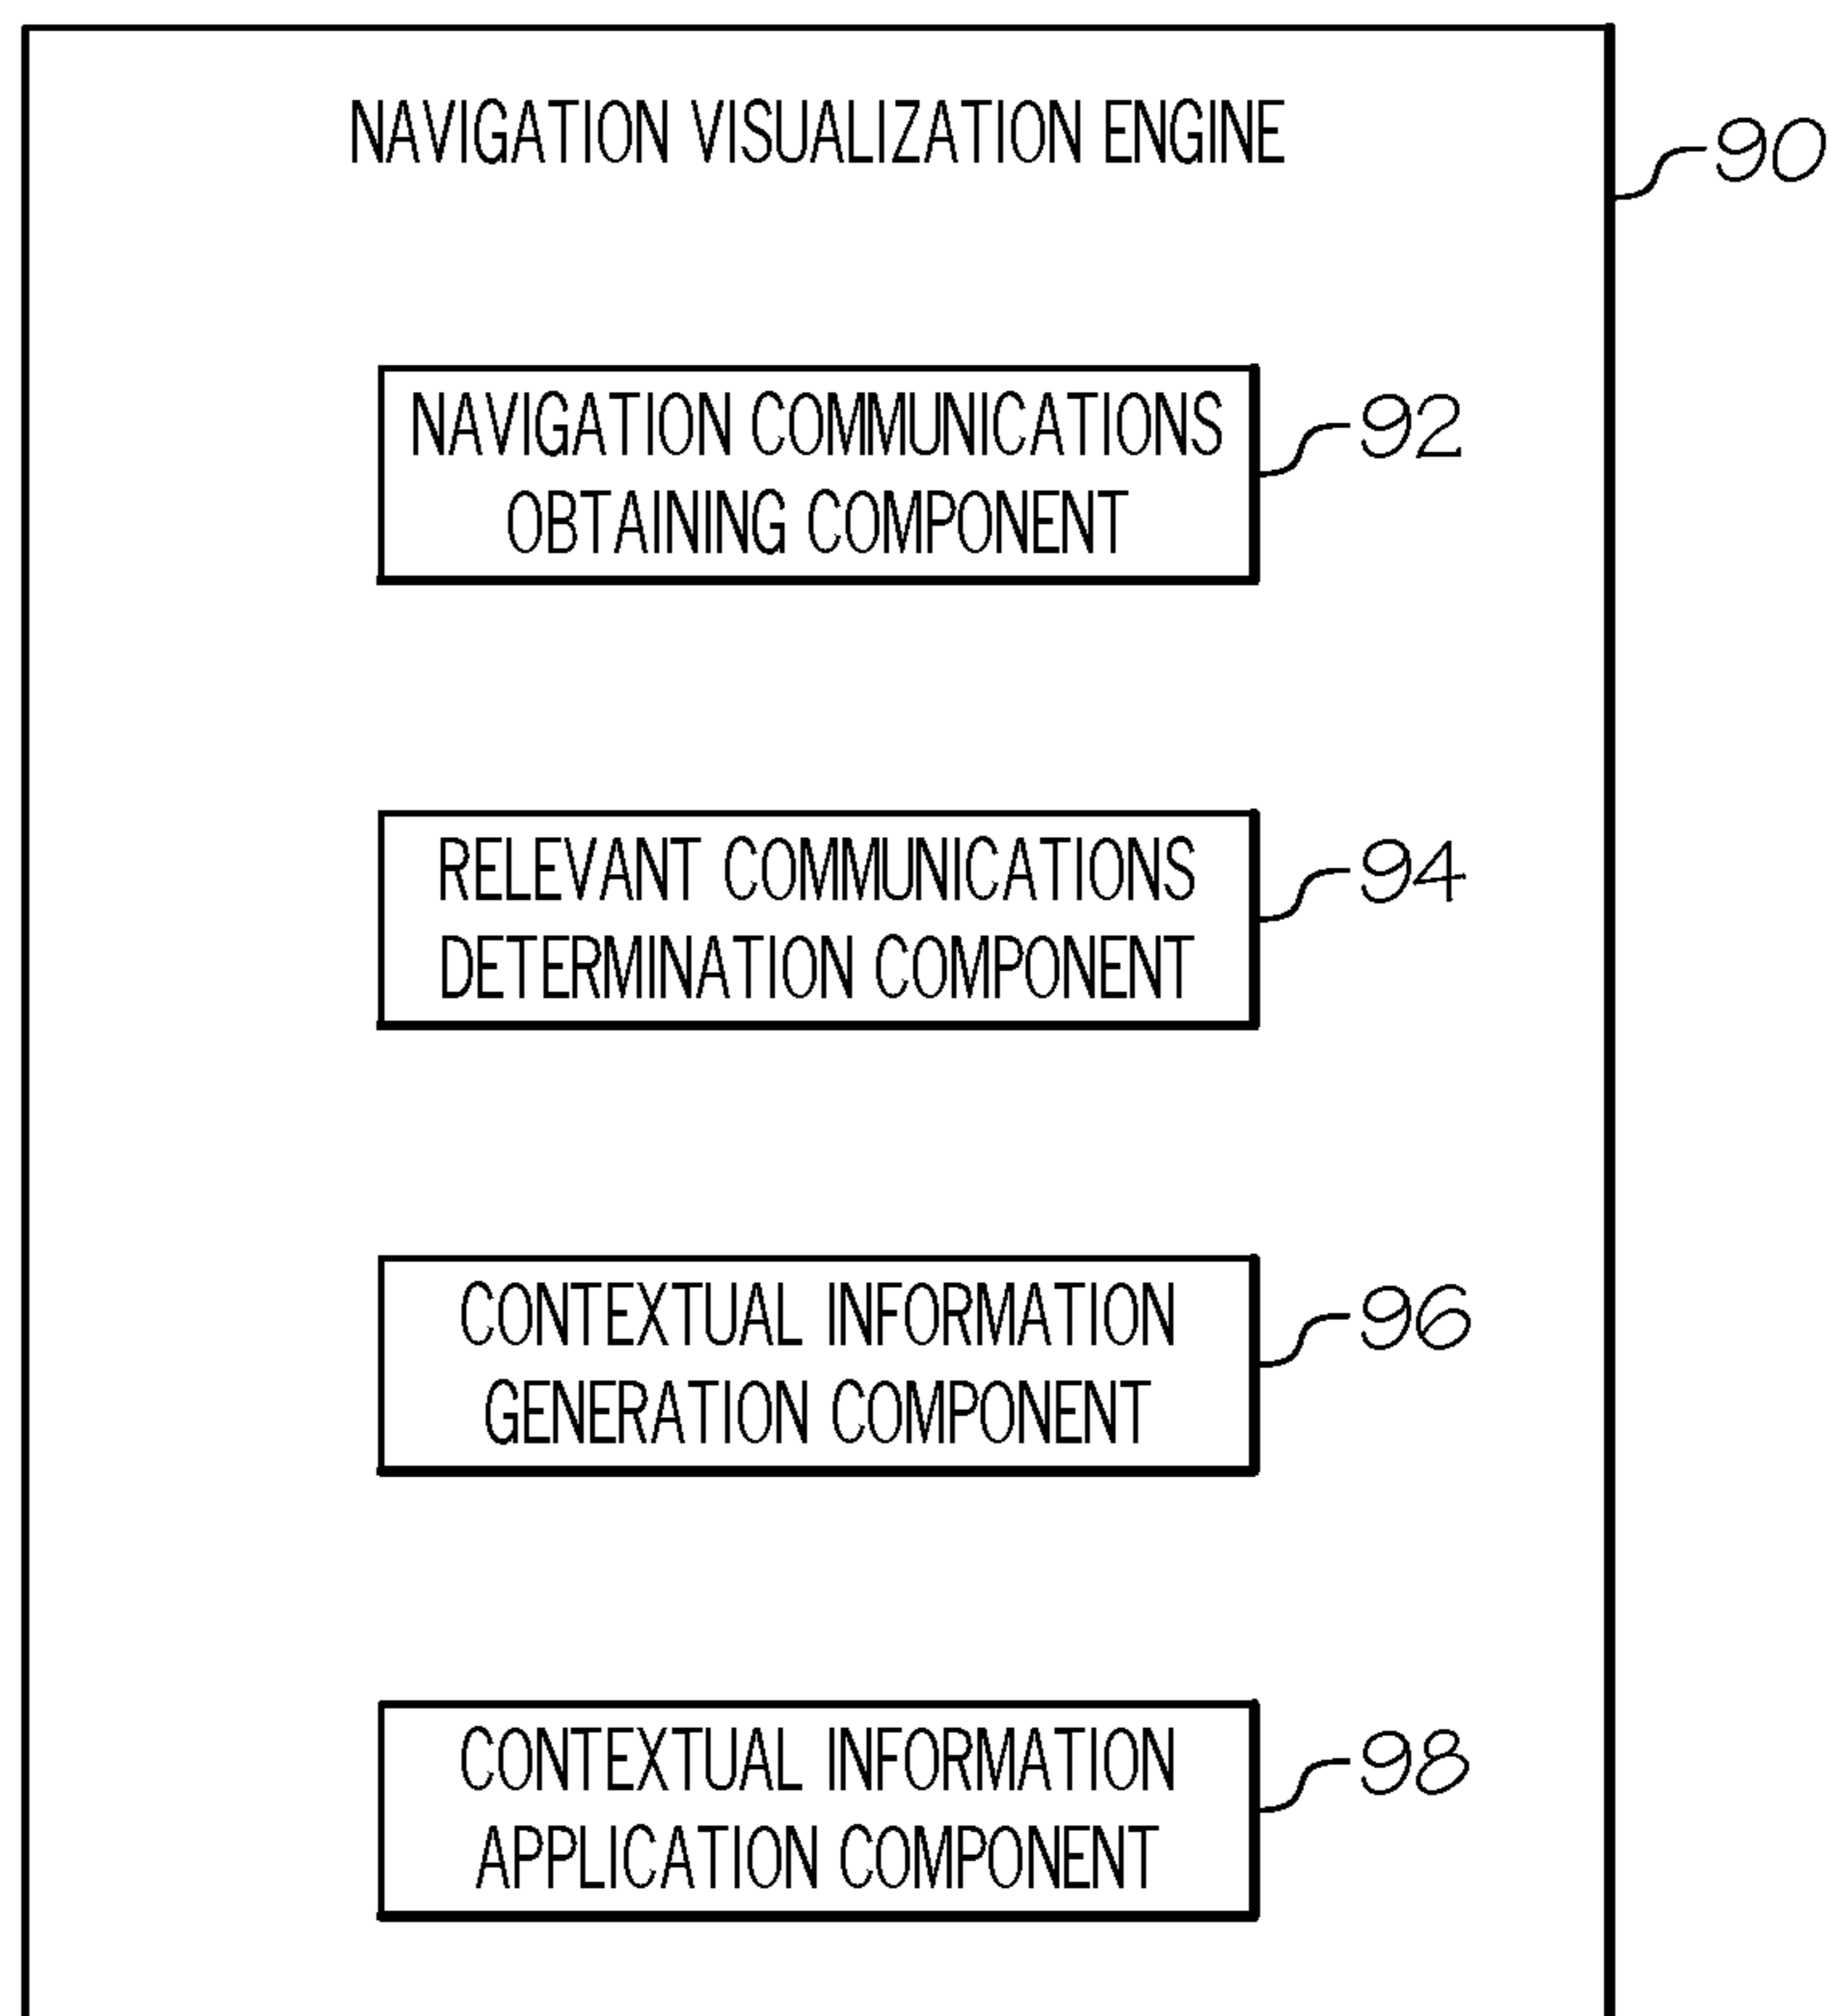 NAVIGATION VISUALIZATION ENGINE
90
NAVIGATION COMMUNICATIONS
OBTAINING COMPONENT
92
RELEVANT COMMUNICATIONS
DETERMINATION COMPONENT
94
CONTEXTUAL INFORMATION
GENERATION COMPONENT
96
CONTEXTUAL INFORMATION
APPLICATION COMPONENT
98